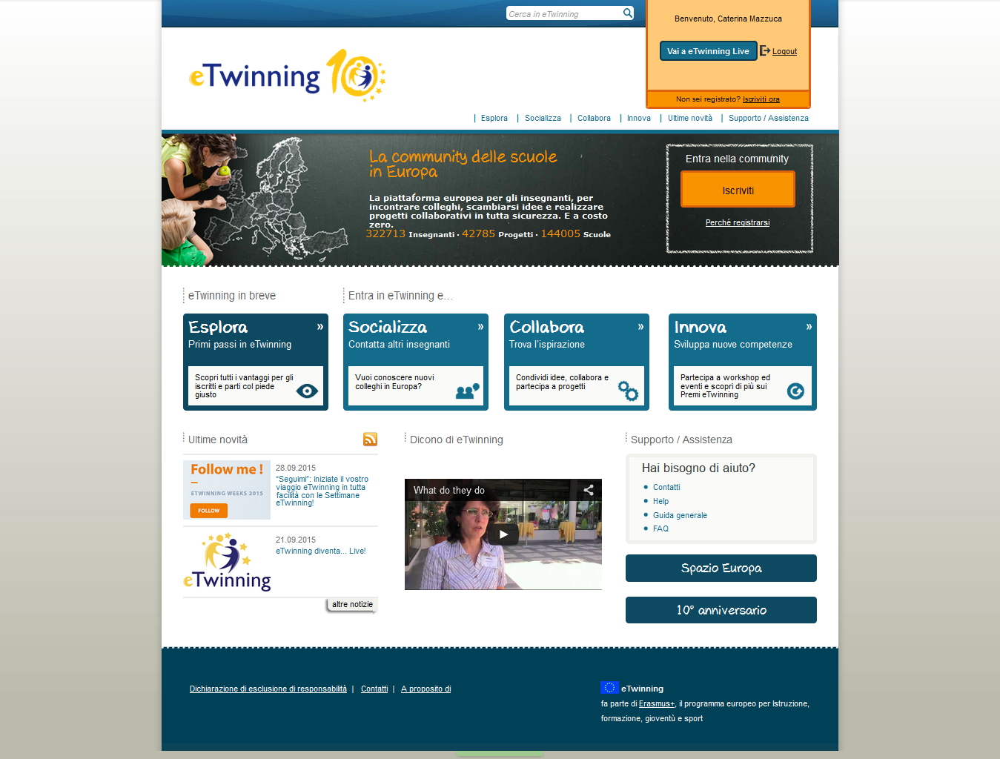 Cerca in eTwinning
Benvenuto, Caterina Mazzuca
Vai a eTwinning Live
Logout
Non sei registrato? Iscriviti ora
eTwinning 10
| Esplora | Socializza | Collabora | Innova | Ultime novità | Supporto / Assistenza
La community delle scuole
in Europa
La piattaforma europea per gli insegnanti, per
incontrare colleghi, scambiarsi idee e realizzare
progetti collaborativi in tutta sicurezza. E a costo
zero.
322713 Insegnanti · 42785 Progetti · 144005 Scuole
Entra nella community
Iscriviti
Perché registrarsi
eTwinning in breve
Entra in eTwinning e...
Esplora »
Primi passi in eTwinning
Scopri tutti i vantaggi per gli
iscritti e parti col piede
giusto
Socializza »
Contatta altri insegnanti
Vuoi conoscere nuovi
colleghi in Europa?
Collabora »
Trova l'ispirazione
Condividi idee, collabora e
partecipa a progetti
Innova »
Sviluppa nuove competenze
Partecipa a workshop ed
eventi e scopri di più sui
Premi eTwinning
Ultime novità
Follow me !
ETWINNING WEEKS 2015
FOLLOW
28.09.2015
“Seguimi”: iniziate il vostro
viaggio eTwinning in tutta
facilità con le Settimane
eTwinning!
eTwinning
21.09.2015
eTwinning diventa... Live!
altre notizie
Dicono di eTwinning
What do they do
Supporto / Assistenza
Hai bisogno di aiuto?
Contatti
Help
Guida generale
FAQ
Spazio Europa
10° anniversario
Dichiarazione di esclusione di responsabilità | Contatti | A proposito di
eTwinning
fa parte di Erasmus+, il programma europeo per Istruzione,
formazione, gioventù e sport